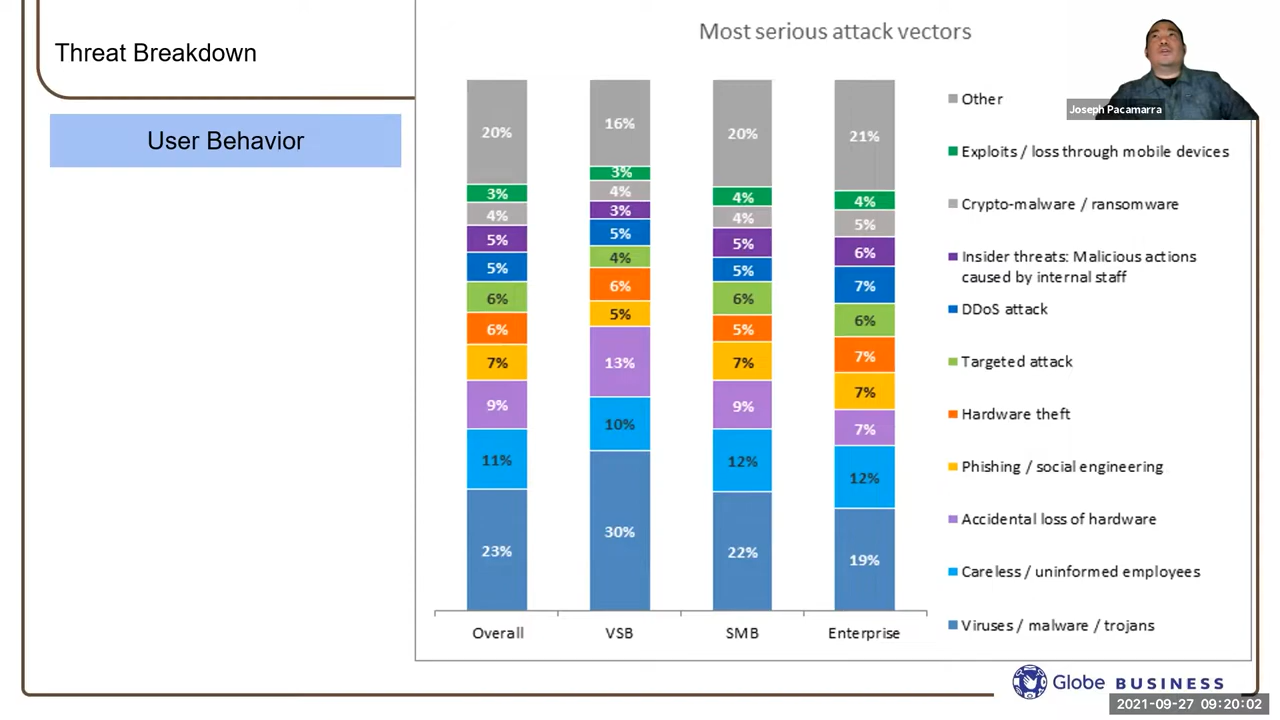 Threat Breakdown
User Behavior
Most serious attack vectors
Joseph Pacamarra
20%
3%
4%
5%
5%
6%
6%
7%
9%
11%
23%
Overall
16%
3%
4%
3%
5%
4%
6%
5%
13%
10%
30%
VSB
20%
4%
4%
5%
5%
6%
5%
7%
9%
12%
22%
SMB
21%
4%
5%
6%
7%
6%
7%
7%
7%
12%
19%
Enterprise
Other
Exploits / loss through mobile devices
Crypto-malware / ransomware
Insider threats: Malicious actions
caused by internal staff
DDoS attack
Targeted attack
Hardware theft
Phishing / social engineering
Accidental loss of hardware
Careless / uninformed employees
Viruses / malware / trojans
Globe BUSINESS
2021-09-27 09:20:02